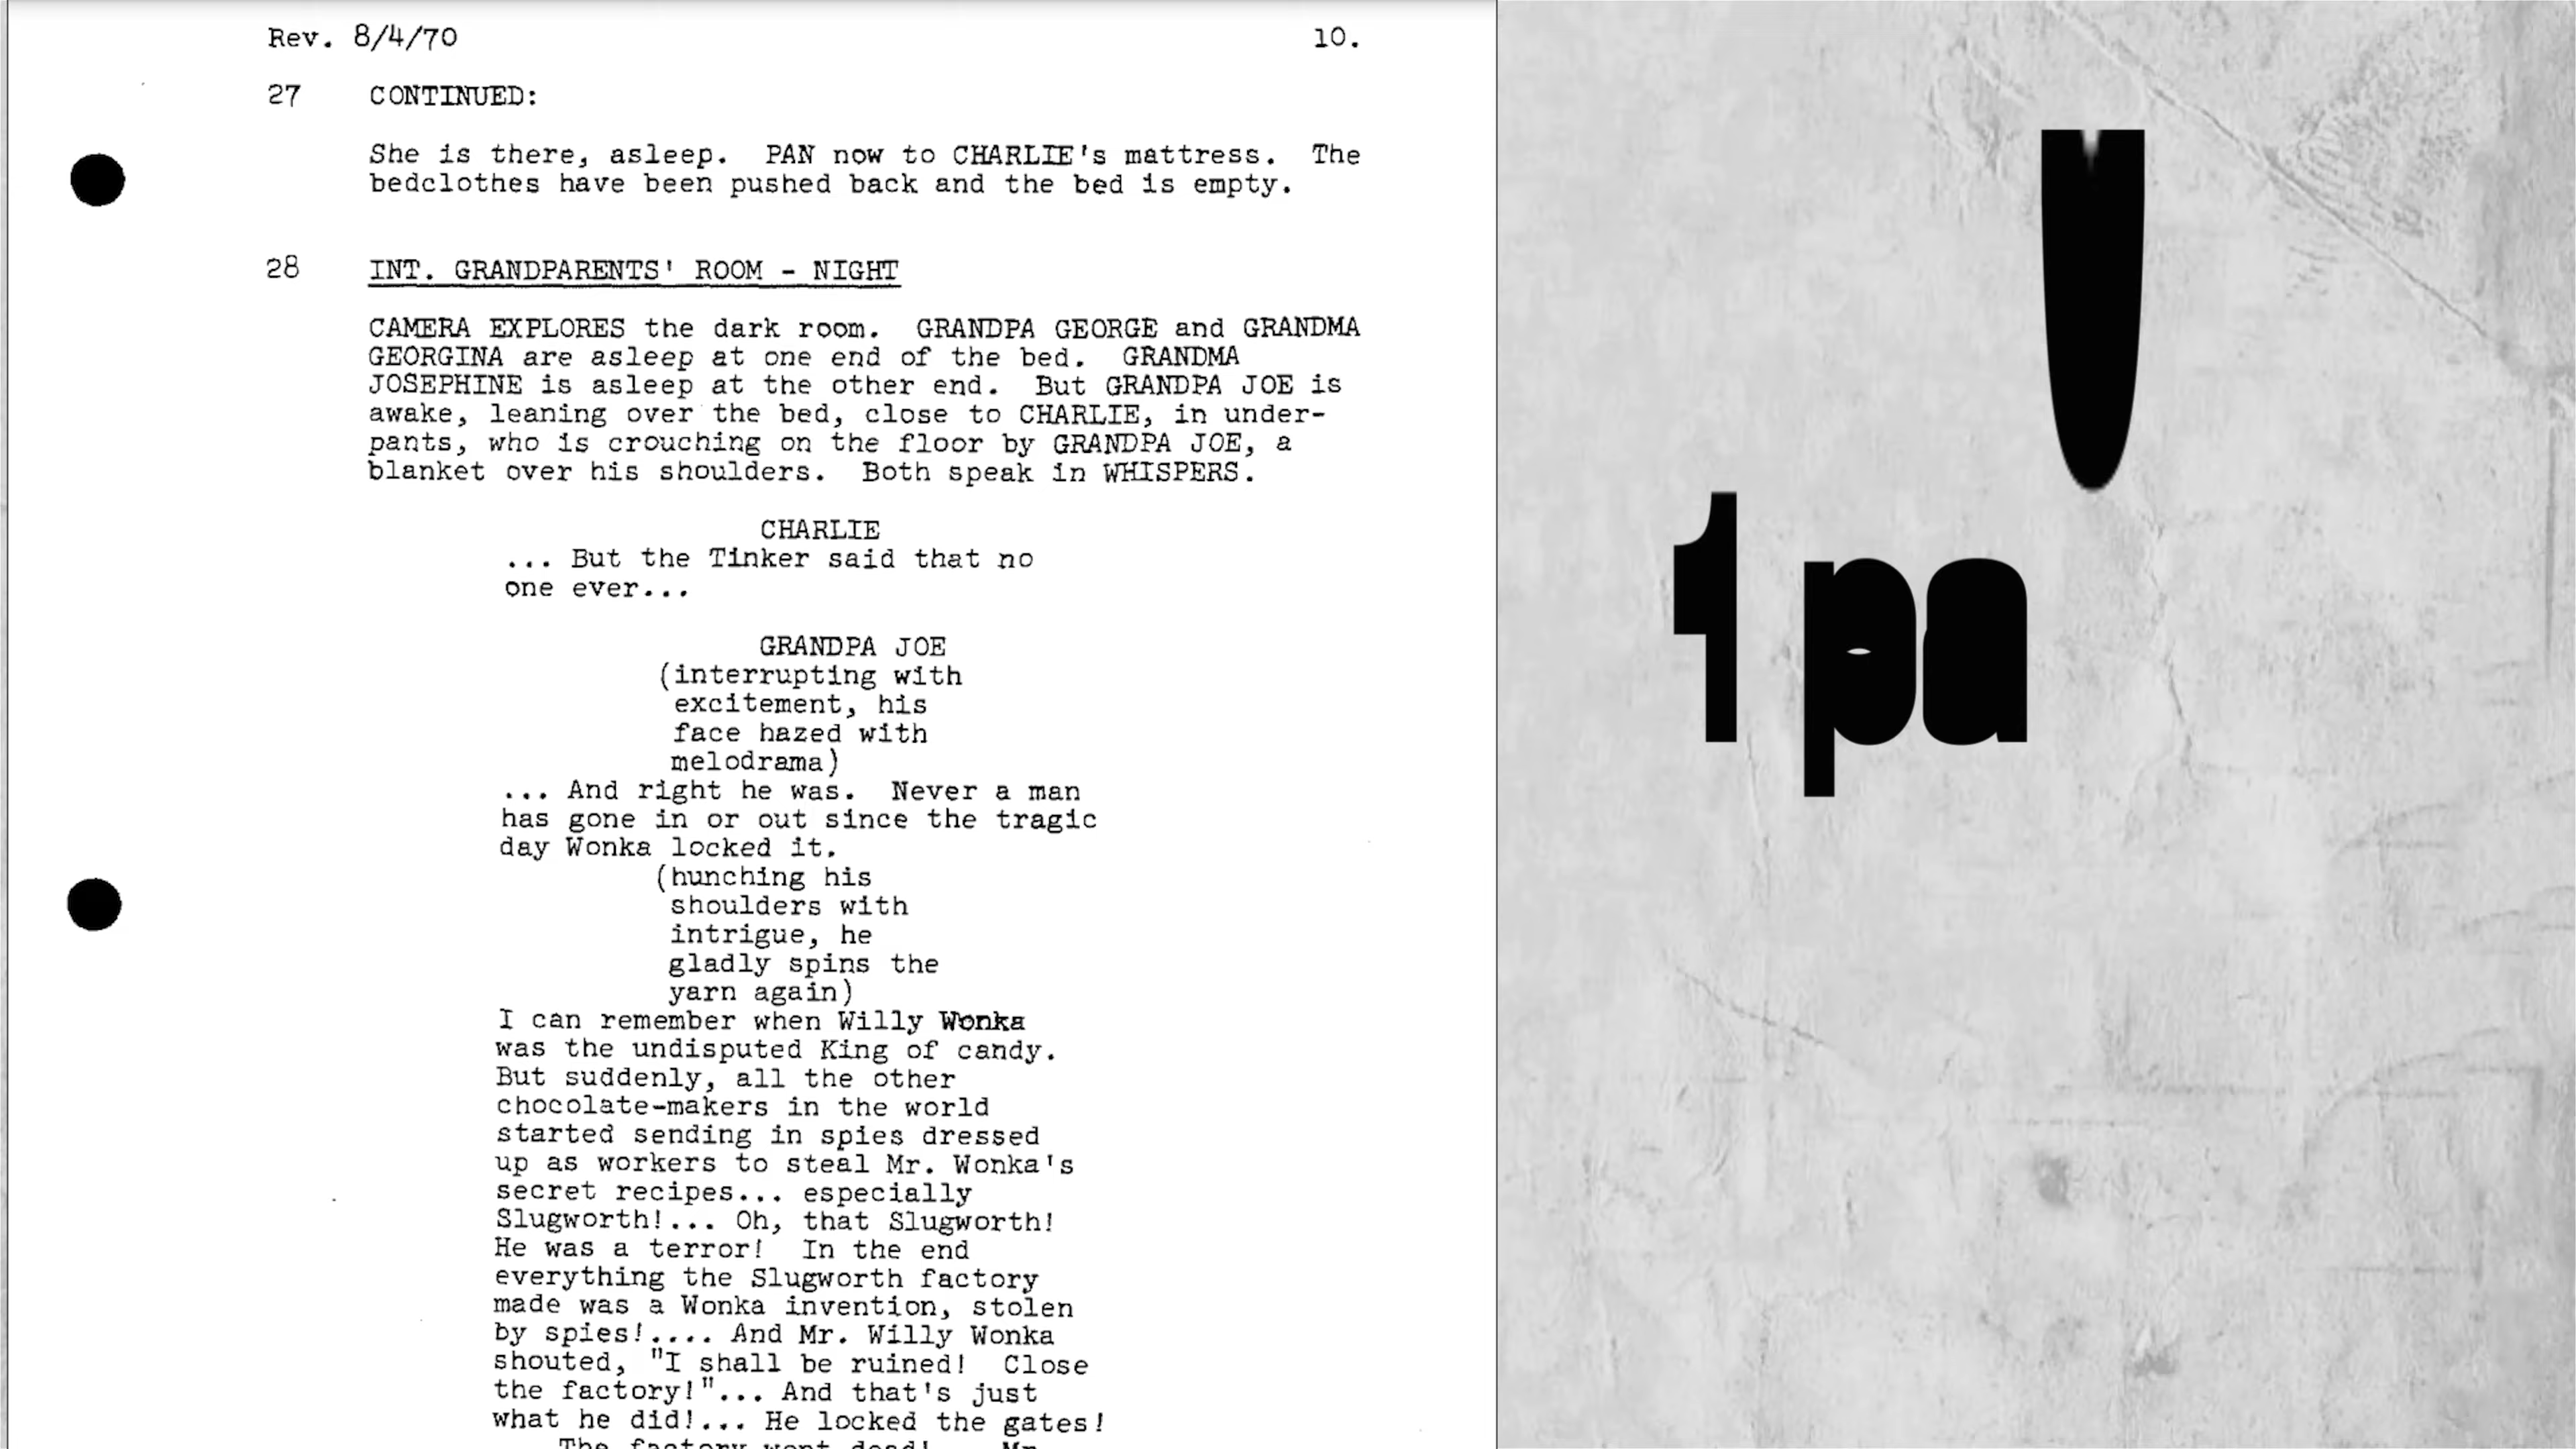 Rev. 8/4/70 10.
27 CONTINUED:
She is there, asleep. PAN now to CHARLIE's mattress. The
bedclothes have been pushed back and the bed is empty.
28 INT. GRANDPARENTS' ROOM - NIGHT
CAMERA EXPLORES the dark room. GRANDPA GEORGE and GRANDMA
GEORGINA are asleep at one end of the bed. GRANDMA
JOSEPHINE is asleep at the other end. But GRANDPA JOE is
awake, leaning over the bed, close to CHARLIE, in under-
pants, who is crouching on the floor by GRANDPA JOE, a
blanket over his shoulders. Both speak in WHISPERS.
CHARLIE
... But the Tinker said that no
one ever...
GRANDPA JOE
(interrupting with
excitement, his
face hazed with
melodrama)
... And right he was. Never a man
has gone in or out since the tragic
day Wonka locked it.
(hunching his
shoulders with
intrigue, he
gladly spins the
yarn again)
I can remember when Willy Wonka
was the undisputed King of candy.
But suddenly, all the other
chocolate-makers in the world
started sending in spies dressed
up as workers to steal Mr. Wonka's
secret recipes... especially
Slugworth!... Oh, that Slugworth!
He was a terror! In the end
everything the Slugworth factory
made was a Wonka invention, stolen
by spies!.... And Mr. Willy Wonka
shouted, "I shall be ruined! Close
the factory!"... And that's just
what he did!... He locked the gates!
The factory went dead! Mr.
1 pa